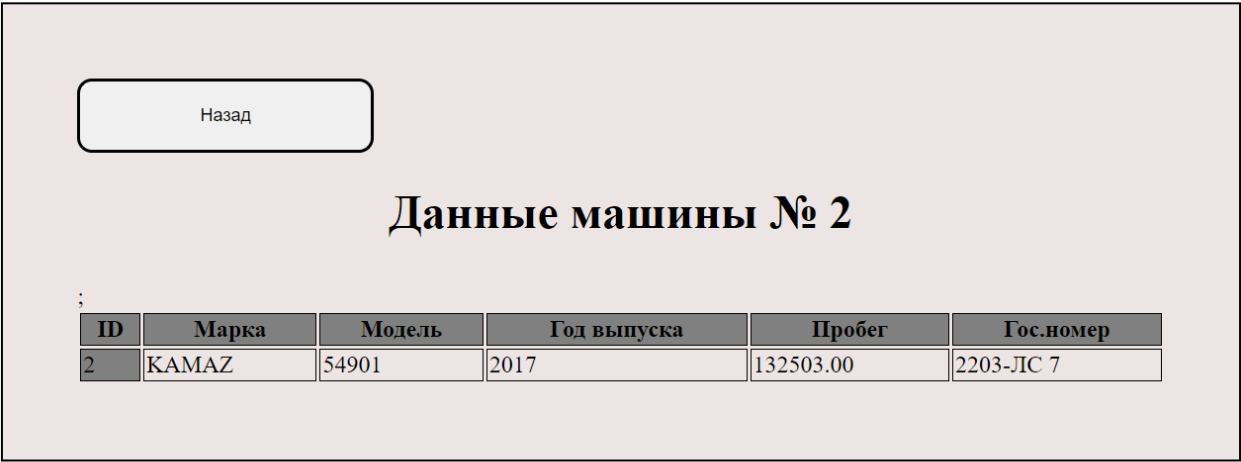 Назад
Данные машины № 2
;
ID Марка Модель Год выпуска Пробег Гос.номер
2 KAMAZ 54901 2017 132503.00 2203-ЛС 7